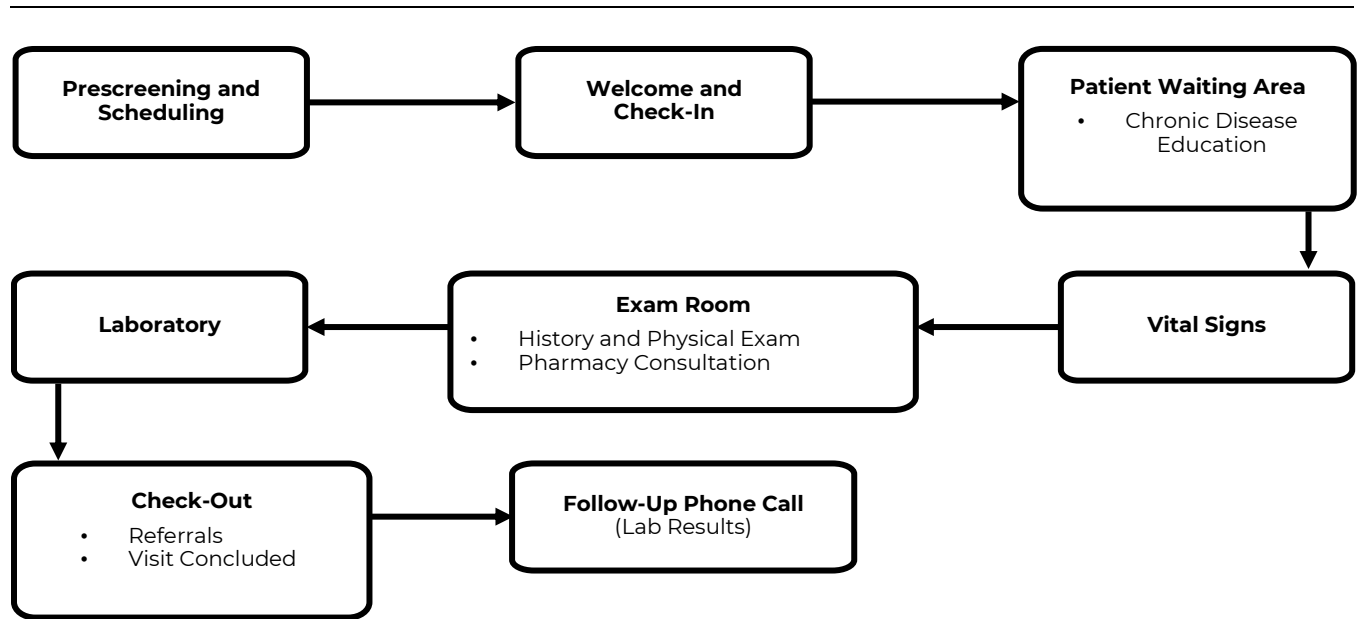 Prescreening and
Scheduling
Welcome and
Check-In
Patient Waiting Area
• Chronic Disease
Education
Vital Signs
Exam Room
• History and Physical Exam
• Pharmacy Consultation
Laboratory
Check-Out
• Referrals
• Visit Concluded
Follow-Up Phone Call
(Lab Results)